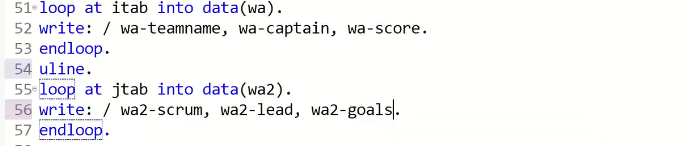 51 loop at itab into data(wa).
52 write: / wa-teamname, wa-captain, wa-score.
53 endloop.
54 uline.
55 loop at jtab into data(wa2).
56 write: / wa2-scrum, wa2-lead, wa2-goals.
57 endloop.